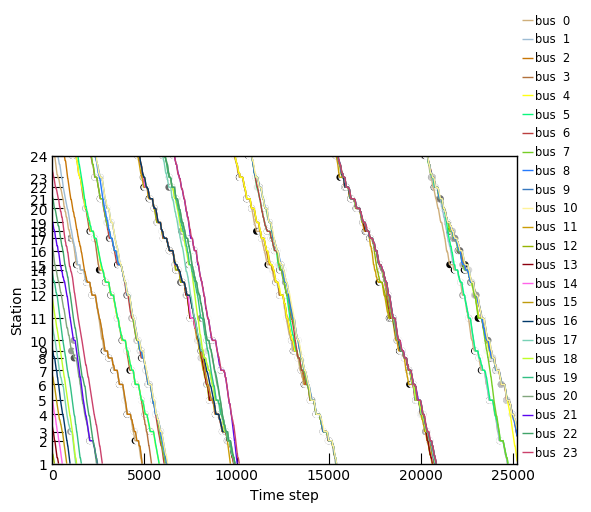 bus 0
bus 1
bus 2
bus 3
bus 4
bus 5
bus 6
bus 7
bus 8
bus 9
bus 10
bus 11
bus 12
bus 13
bus 14
bus 15
bus 16
bus 17
bus 18
bus 19
bus 20
bus 21
bus 22
bus 23
24
23
22
21
20
19
18
17
16
15
14
13
12
11
10
9
8
7
6
5
4
3
2
1
Station
0 5000 10000 15000 20000 25000
Time step